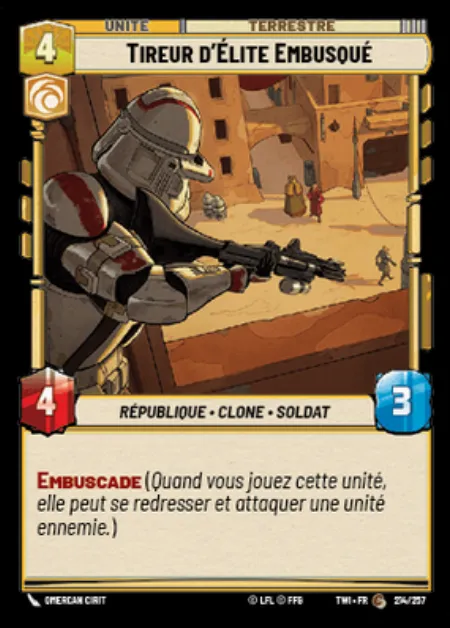 UNITÉ TERRESTRE
4 TIREUR D'ÉLITE EMBUSQUÉ
4 RÉPUBLIQUE • CLONE • SOLDAT 3
EMBUSCADE (Quand vous jouez cette unité,
elle peut se redresser et attaquer une unité
ennemie.)
OMERCAN CIRIT © LFL © FFG TWI • FR C 214/257